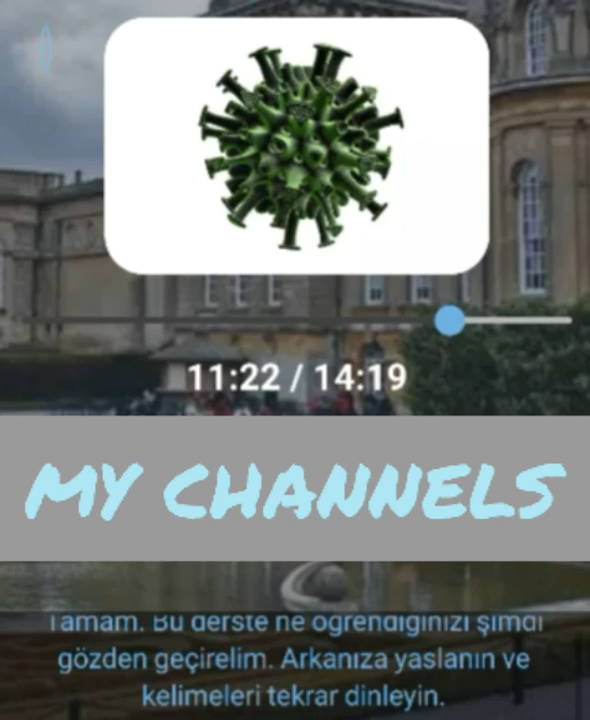 11:22 / 14:19
MY CHANNELS
Tamam. Bu derste ne öğrendiğinizi şimdi
gözden geçirelim. Arkanıza yaslanın ve
kelimeleri tekrar dinleyin.